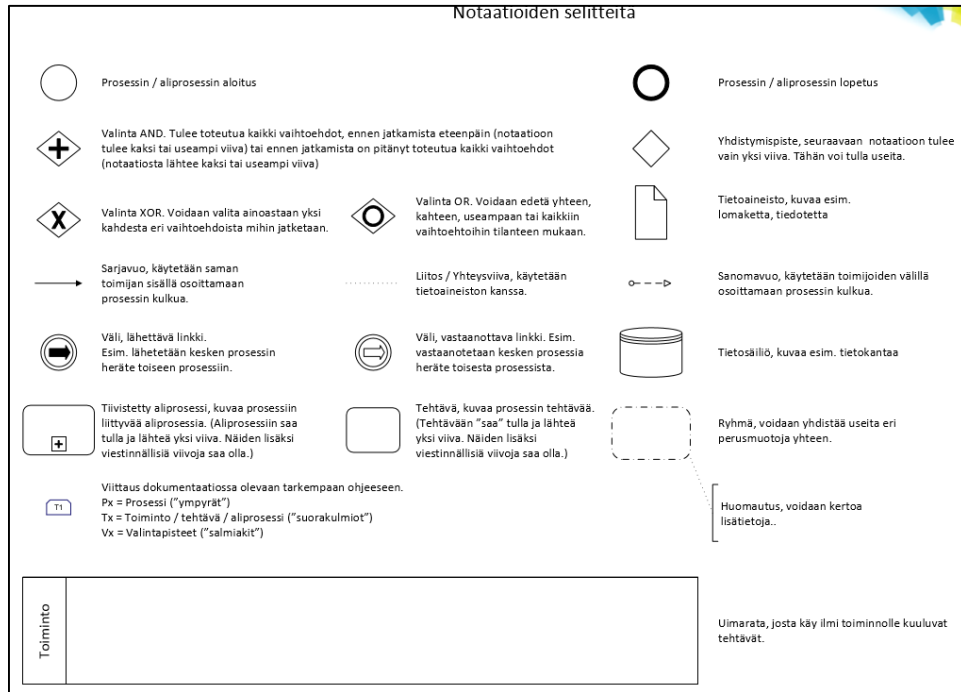 Notaatioiden selitteitä
Prosessin / aliprosessin aloitus
Prosessin / aliprosessin lopetus
Valinta AND. Tulee toteutua kaikki vaihtoehdot, ennen jatkamista eteenpäin (notaatioon
tulee kaksi tai useampi viiva) tai ennen jatkamista on pitänyt toteutua kaikki vaihtoehdot
(notaatiosta lähtee kaksi tai useampi viiva)
Yhdistymispiste, seuraavaan notaatioon tulee
vain yksi viiva. Tähän voi tulla useita.
X
Valinta XOR. Voidaan valita ainoastaan yksi
kahdesta eri vaihtoehdoista mihin jatketaan.
Valinta OR. Voidaan edetä yhteen,
kahteen, useampaan tai kaikkiin
vaihtoehtoihin tilanteen mukaan.
Tietoaineisto, kuvaa esim.
lomaketta, tiedotetta
Sarjavuo, käytetään saman
toimijan sisällä osoittamaan
prosessin kulkua.
Liitos / Yhteysviiva, käytetään
tietoaineiston kanssa.
Sanomavuo, käytetään toimijoiden välillä
osoittamaan prosessin kulkua.
Väli, lähettävä linkki.
Esim. lähetetään kesken prosessin
heräte toiseen prosessiin.
Väli, vastaanottava linkki. Esim.
vastaanotetaan kesken prosessia
heräte toisesta prosessista.
Tietosäiliö, kuvaa esim. tietokantaa
Tiivistetty aliprosessi, kuvaa prosessiin
liittyvää aliprosessia. (Aliprosessiin saa
tulla ja lähteä yksi viiva. Näiden lisäksi
viestinnällisiä viivoja saa olla.)
Tehtävä, kuvaa prosessin tehtävää.
(Tehtävään ”saa” tulla ja lähteä
yksi viiva. Näiden lisäksi
viestinnällisiä viivoja saa olla.)
Ryhmä, voidaan yhdistää useita eri
perusmuotoja yhteen.
T1
Viittaus dokumentaatiossa olevaan tarkempaan ohjeeseen.
Px = Prosessi (”ympyrät”)
Tx = Toiminto / tehtävä / aliprosessi (”suorakulmiot”)
Vx = Valintapisteet (”salmiakit”)
Huomautus, voidaan kertoa
lisätietoja..
Toiminto
Uimarata, josta käy ilmi toiminnolle kuuluvat
tehtävät.